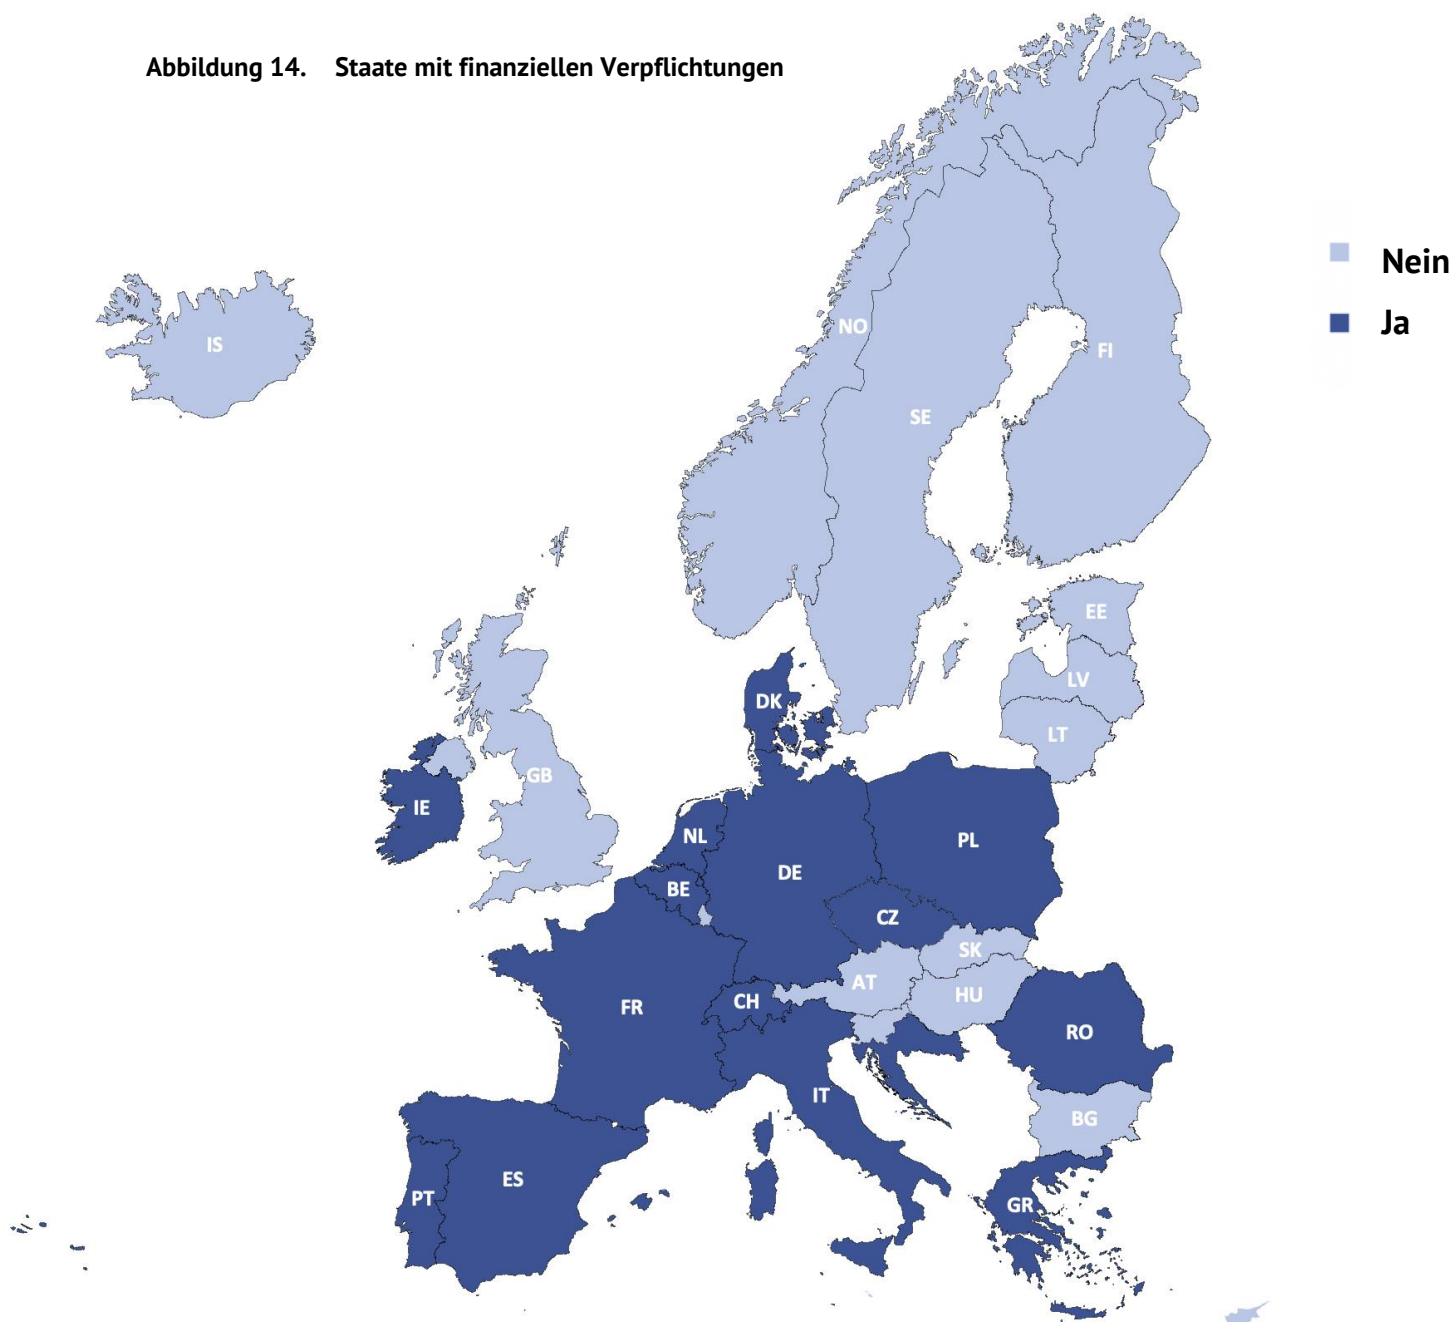 Abbildung 14. Staate mit finanziellen Verpflichtungen
Nein
Ja
IS
NO
FI
SE
EE
LV
LT
DK
GB
IE
NL
BE
DE
PL
CZ
SK
AT
HU
FR
CH
RO
IT
BG
ES
PT
GR